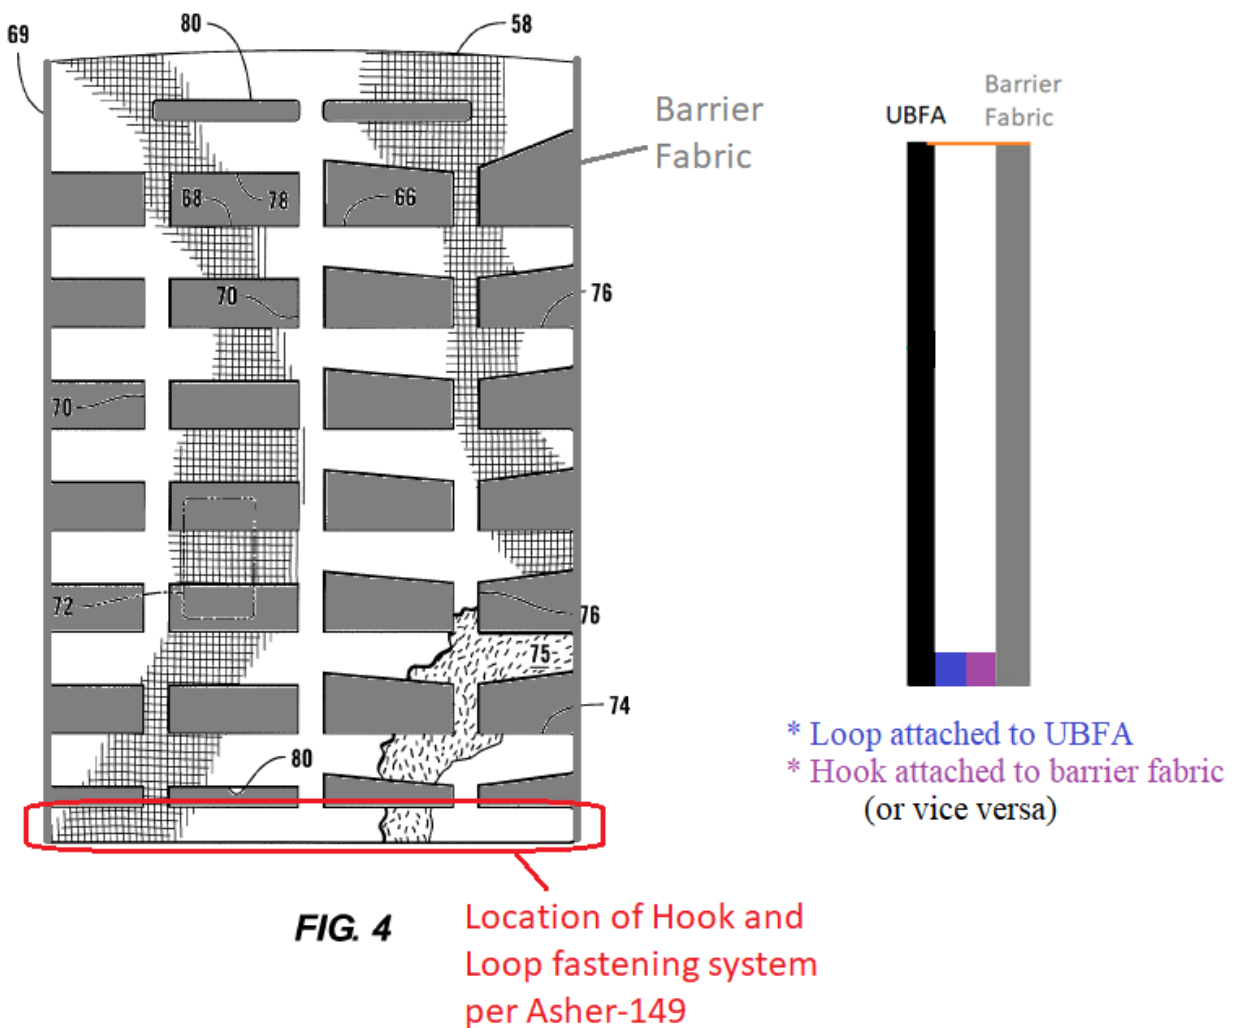 69
80
58
Barrier
Fabric
78
68
66
70
76
70
72
76
75
74
80
FIG. 4
Location of Hook and
Loop fastening system
per Asher-149
UBFA
Barrier
Fabric
* Loop attached to UBFA
* Hook attached to barrier fabric
(or vice versa)